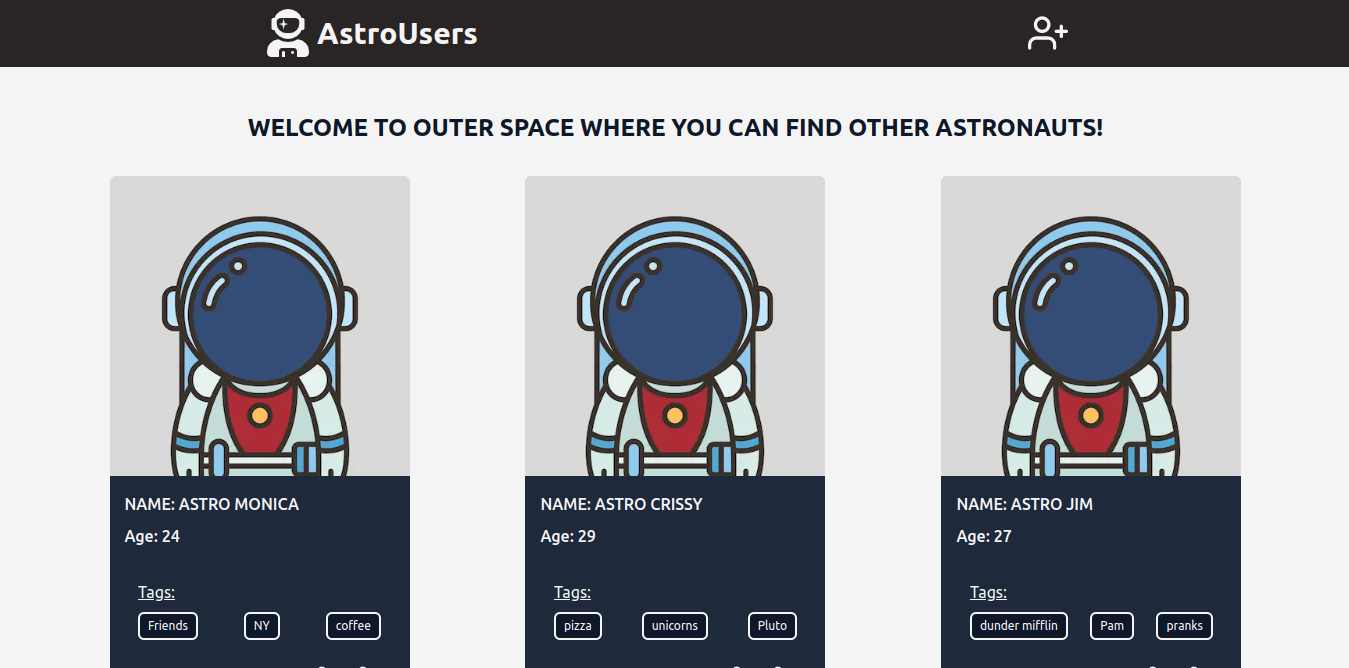 AstroUsers
WELCOME TO OUTER SPACE WHERE YOU CAN FIND OTHER ASTRONAUTS!
NAME: ASTRO MONICA
Age: 24
Tags:
Friends NY coffee
NAME: ASTRO CRISSY
Age: 29
Tags:
pizza unicorns Pluto
NAME: ASTRO JIM
Age: 27
Tags:
dunder mifflin Pam pranks